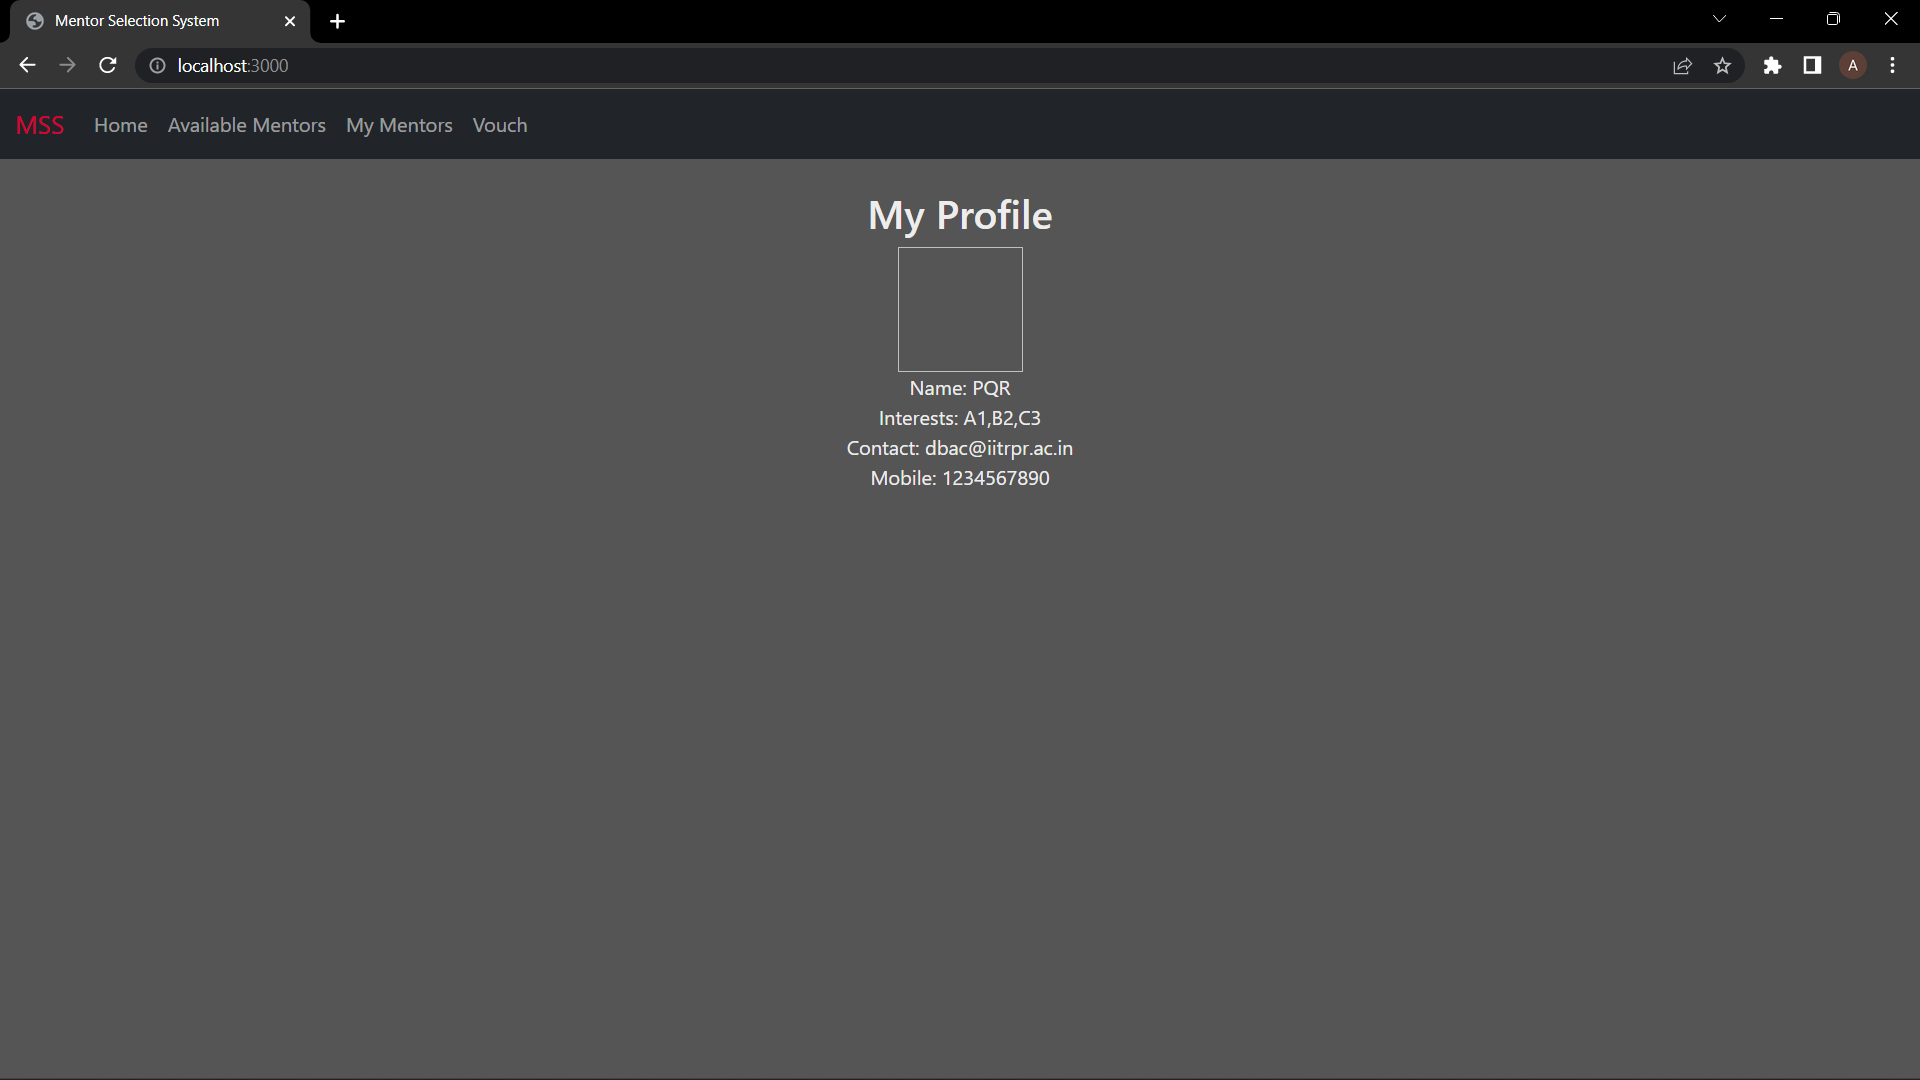 Mentor Selection System
localhost:3000
A
MSS Home Available Mentors My Mentors Vouch
My Profile
Name: PQR
Interests: A1,B2,C3
Contact: dbac@iitrpr.ac.in
Mobile: 1234567890